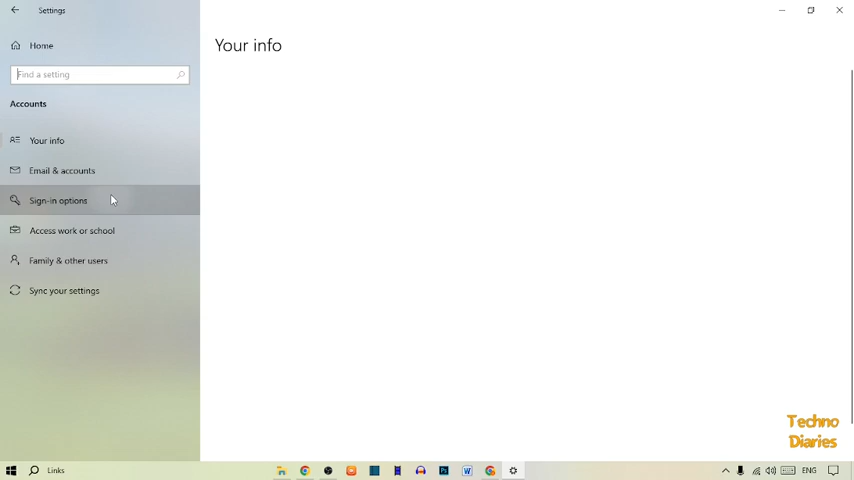 Settings
Home
Find a setting
Accounts
Your info
Email & accounts
Sign-in options
Access work or school
Family & other users
Sync your settings
Your info
Techno
Diaries
Links
Ps
W
ENG